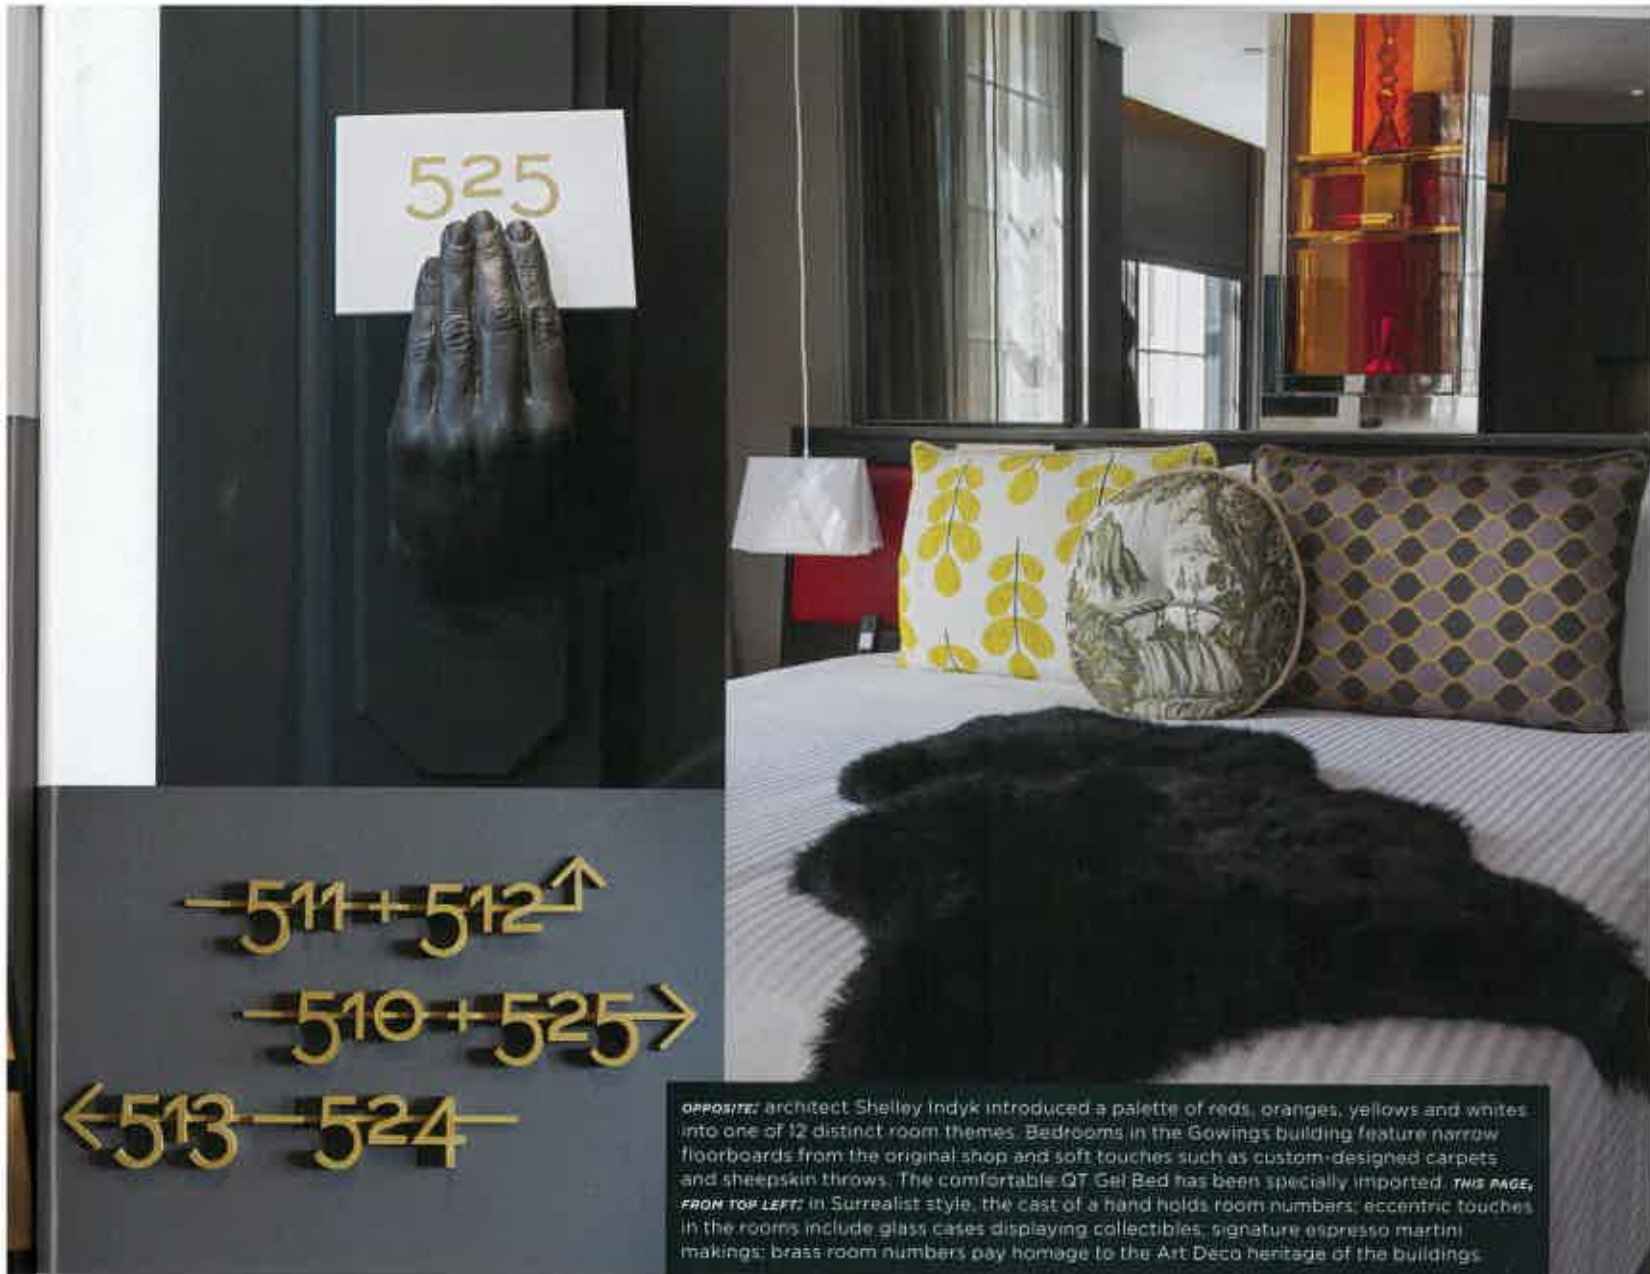 525
511 + 512
510 + 525
513 – 524
OPPOSITE: architect Shelley Indyk introduced a palette of reds, oranges, yellows and whites
into one of 12 distinct room themes. Bedrooms in the Gowings building feature narrow
floorboards from the original shop and soft touches such as custom-designed carpets
and sheepskin throws. The comfortable QT Gel Bed has been specially imported. THIS PAGE,
FROM TOP LEFT: in Surrealist style, the cast of a hand holds room numbers; eccentric touches
in the rooms include glass cases displaying collectibles, signature espresso martini
makings; brass room numbers pay homage to the Art Deco heritage of the buildings.